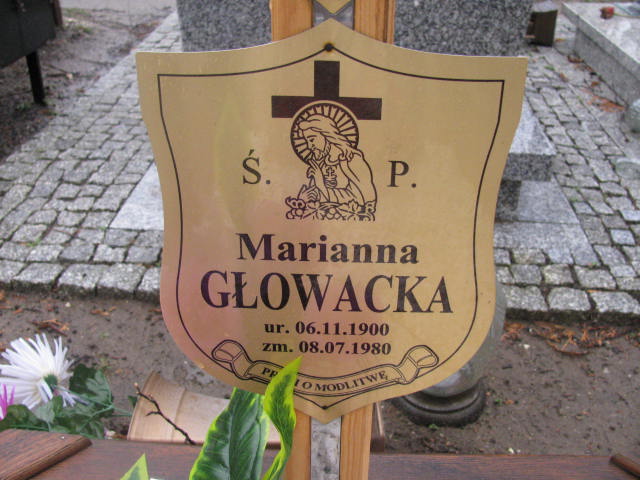 Ś. P.
Marianna
GŁOWACKA
ur. 06.11.1900
zm. 08.07.1980
O MODLITWĘ